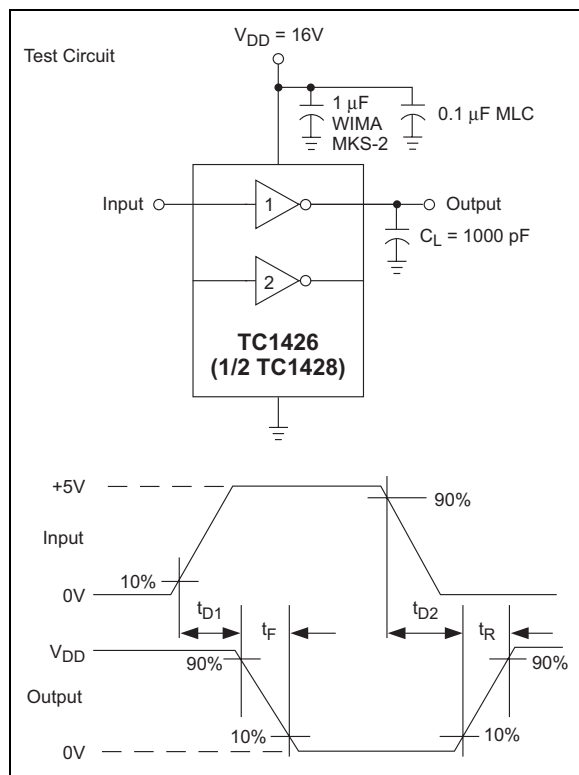 V_DD = 16V
Test Circuit
1 μF
WIMA
MKS-2
0.1 μF MLC
Input
1
Output
C_L = 1000 pF
2
TC1426
(1/2 TC1428)
+5V
90%
Input
10%
0V
t_D1
t_F
t_D2
t_R
V_DD
90%
90%
Output
10%
10%
0V